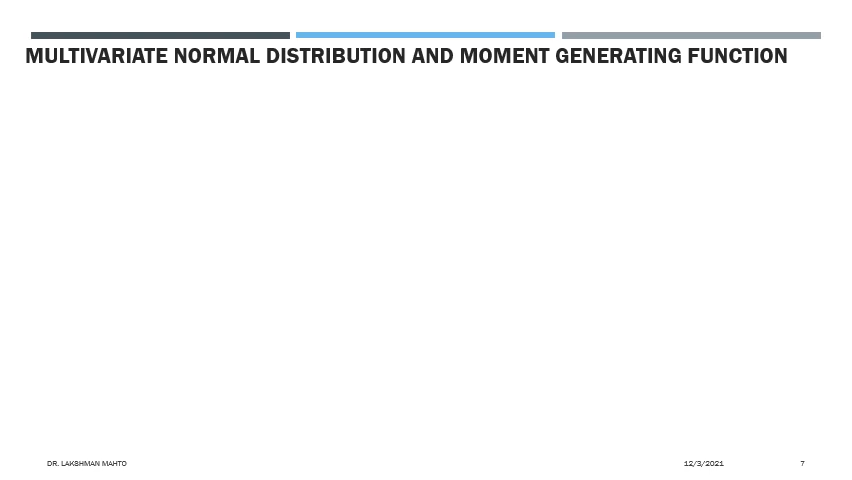 MULTIVARIATE NORMAL DISTRIBUTION AND MOMENT GENERATING FUNCTION
DR. LAKSHMAN MAHTO
12/3/2021
7